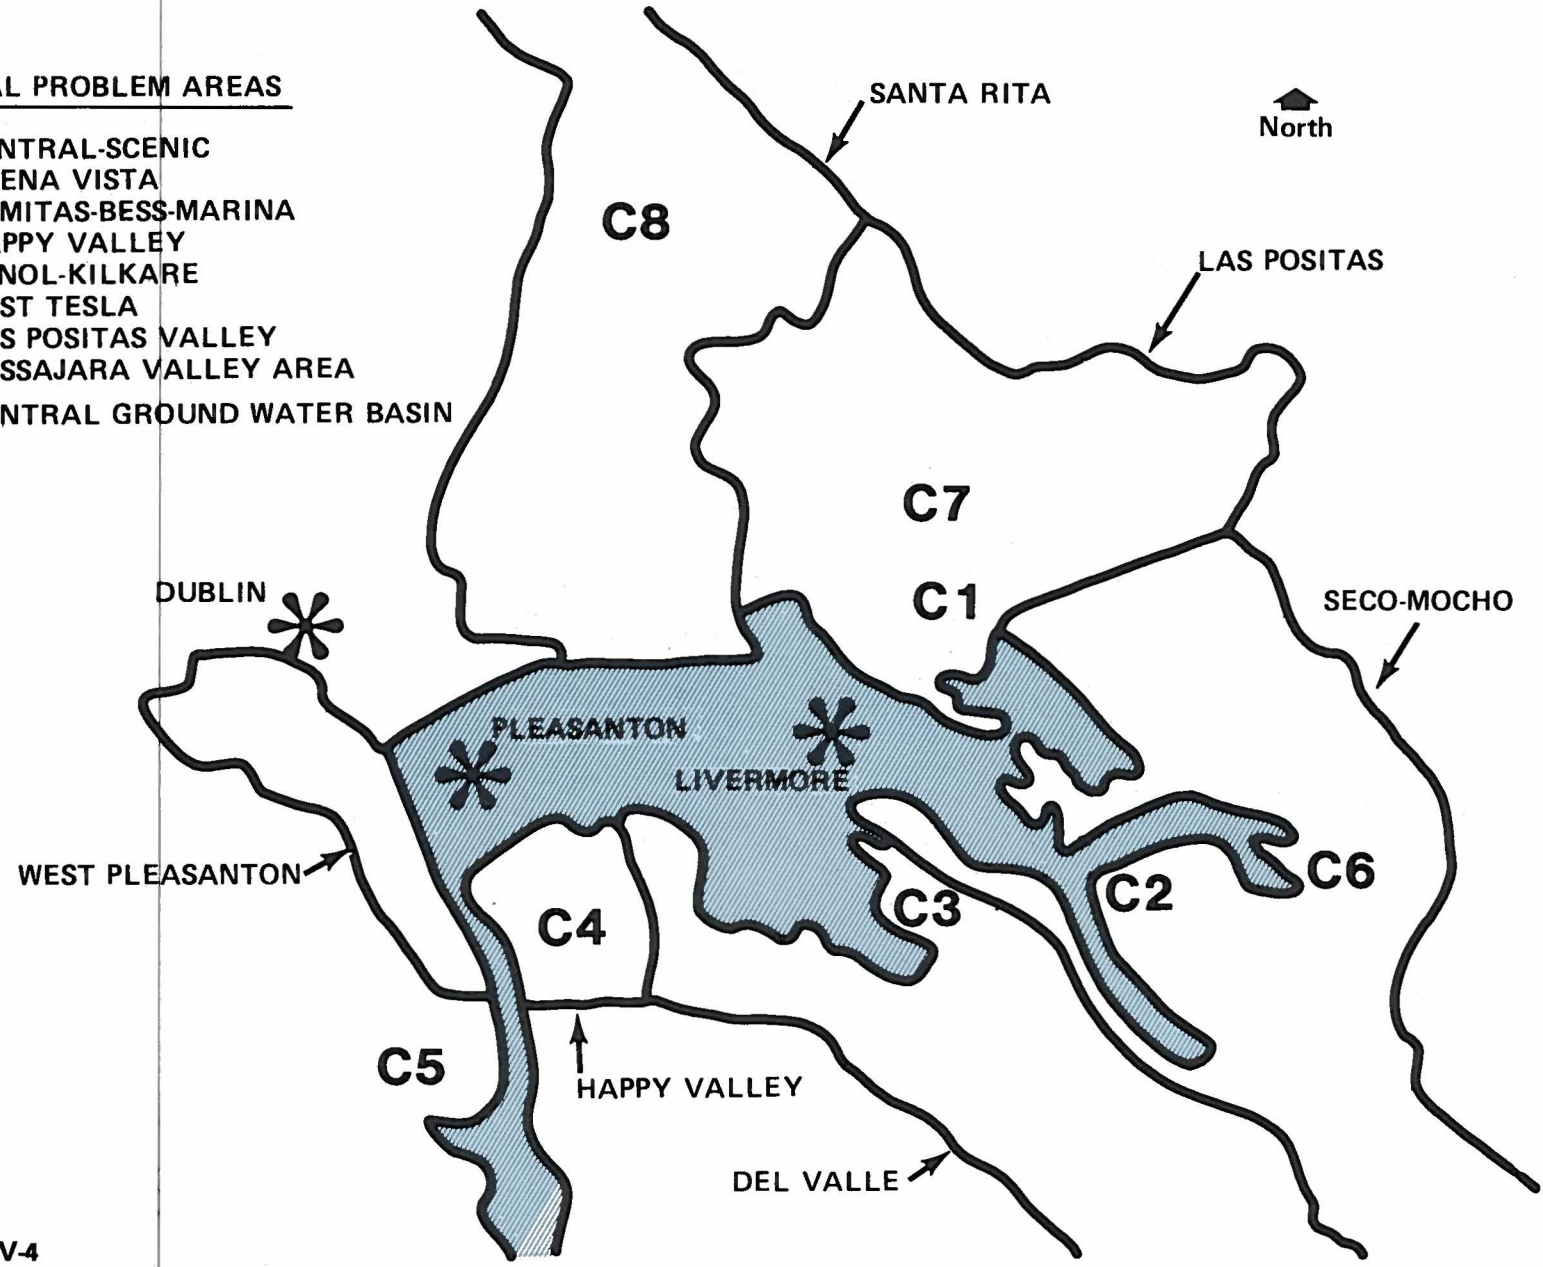 AL PROBLEM AREAS
NTRAL-SCENIC
ENA VISTA
MITAS-BESS-MARINA
PPY VALLEY
NOL-KILKARE
ST TESLA
S POSITAS VALLEY
SSAJARA VALLEY AREA
NTRAL GROUND WATER BASIN
SANTA RITA
North
C8
LAS POSITAS
C7
DUBLIN
C1
SECO-MOCHO
PLEASANTON
LIVERMORE
WEST PLEASANTON
C6
C2
C3
C4
C5
HAPPY VALLEY
DEL VALLE
V-4